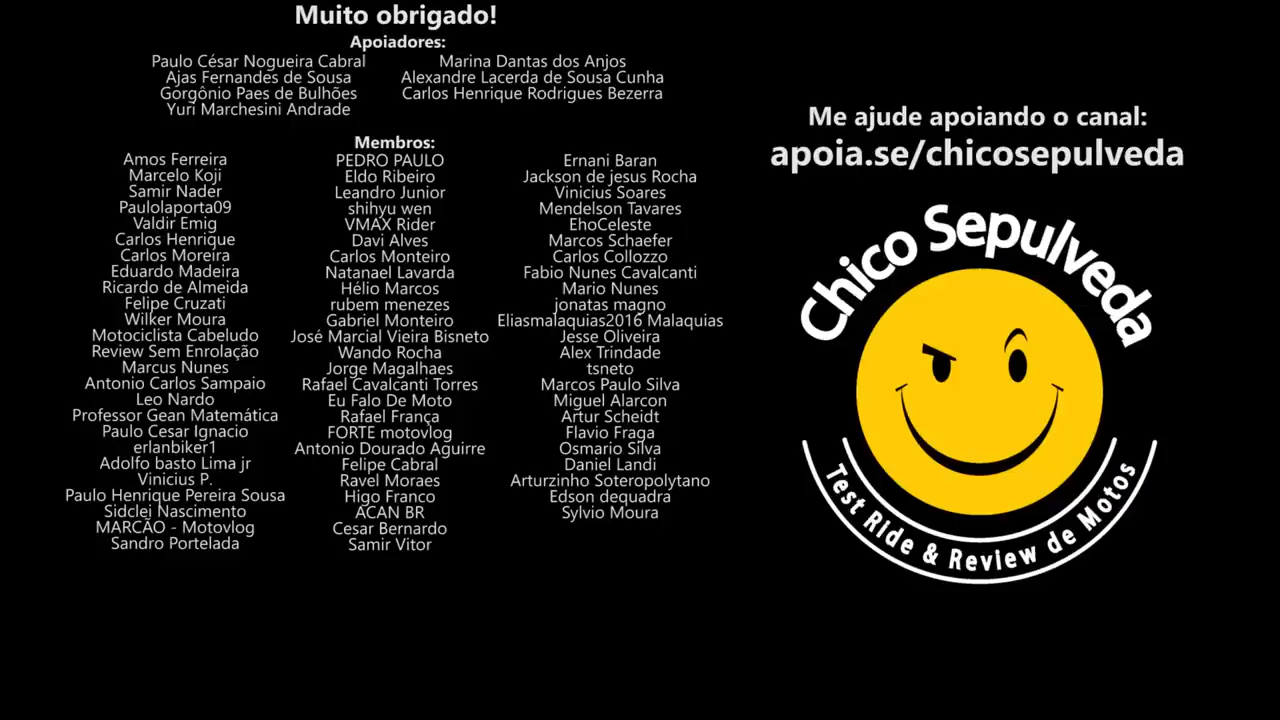 Muito obrigado!
Apoiadores:
Paulo César Nogueira Cabral
Ajas Fernandes de Sousa
Gorgônio Paes de Bulhões
Yuri Marchesini Andrade
Marina Dantas dos Anjos
Alexandre Lacerda de Sousa Cunha
Carlos Henrique Rodrigues Bezerra
Membros:
Amos Ferreira
Marcelo Koji
Samir Nader
Paulolaporta09
Valdir Emig
Carlos Henrique
Carlos Moreira
Eduardo Madeira
Ricardo de Almeida
Felipe Cruzati
Wilker Moura
Motociclista Cabeludo
Review Sem Enrolação
Marcus Nunes
Antonio Carlos Sampaio
Leo Nardo
Professor Gean Matemática
Paulo Cesar Ignacio
erlanbiker1
Adolfo basto Lima jr
Vinicius P.
Paulo Henrique Pereira Sousa
Sidclei Nascimento
MARCÃO - Motovlog
Sandro Portelada
PEDRO PAULO
Eldo Ribeiro
Leandro Junior
shihyu wen
VMAX Rider
Davi Alves
Carlos Monteiro
Natanael Lavarda
Hélio Marcos
rubem menezes
Gabriel Monteiro
José Marcial Vieira Bisneto
Wando Rocha
Jorge Magalhaes
Rafael Cavalcanti Torres
Eu Falo De Moto
Rafael França
FORTE motovlog
Antonio Dourado Aguirre
Felipe Cabral
Ravel Moraes
Higo Franco
ACAN BR
Cesar Bernardo
Samir Vitor
Ernani Baran
Jackson de jesus Rocha
Vinicius Soares
Mendelson Tavares
EhoCeleste
Marcos Schaefer
Carlos Collozzo
Fabio Nunes Cavalcanti
Mario Nunes
jonatas magno
Eliasmalaquias2016 Malaquias
Jesse Oliveira
Alex Trindade
tsneto
Marcos Paulo Silva
Miguel Alarcon
Artur Scheidt
Flavio Fraga
Osmario Silva
Daniel Landi
Arturzinho Soteropolytano
Edson dequadra
Sylvio Moura
Me ajude apoiando o canal:
apoia.se/chicosepulveda
Chico Sepulveda
Test Ride & Review de Motos